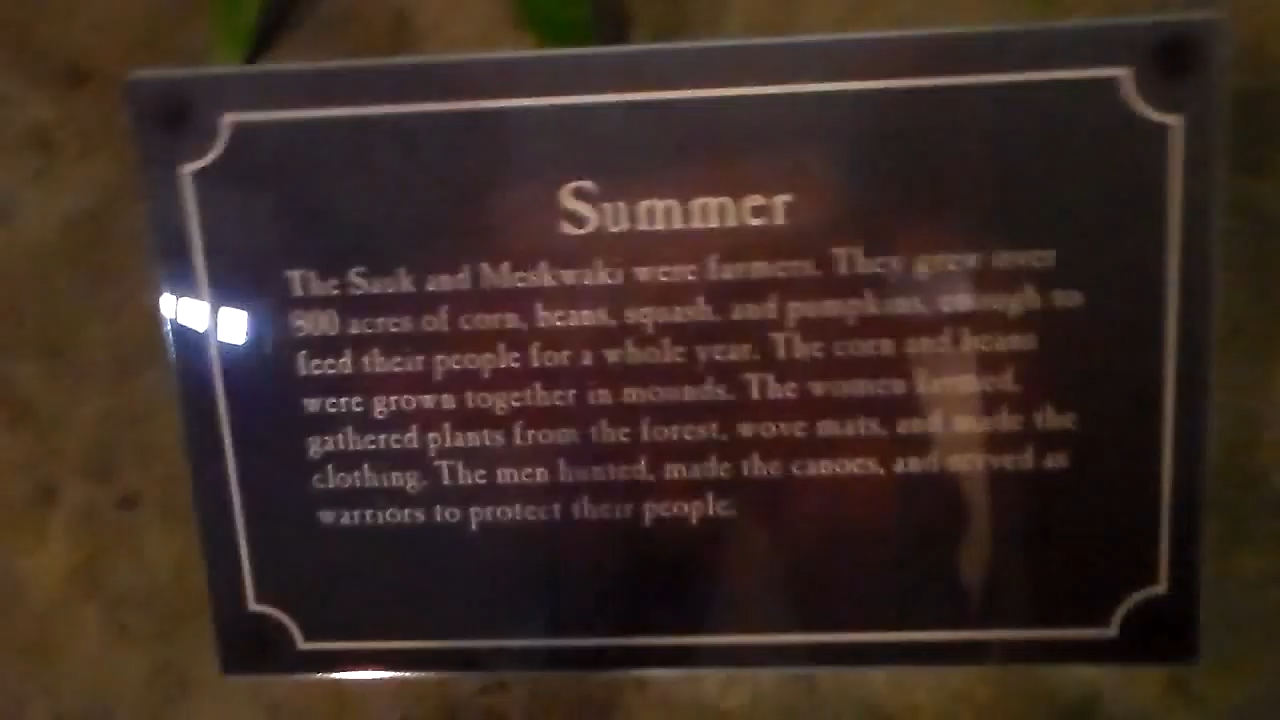 Summer
The Sauk and Meskwaki were farmers. They grew over
800 acres of corn, beans, squash, and pumpkins, enough to
feed their people for a whole year. The corn and beans
were grown together in mounds. The women farmed,
gathered plants from the forest, wove mats, and made the
clothing. The men hunted, made the canoes, and served as
warriors to protect their people.